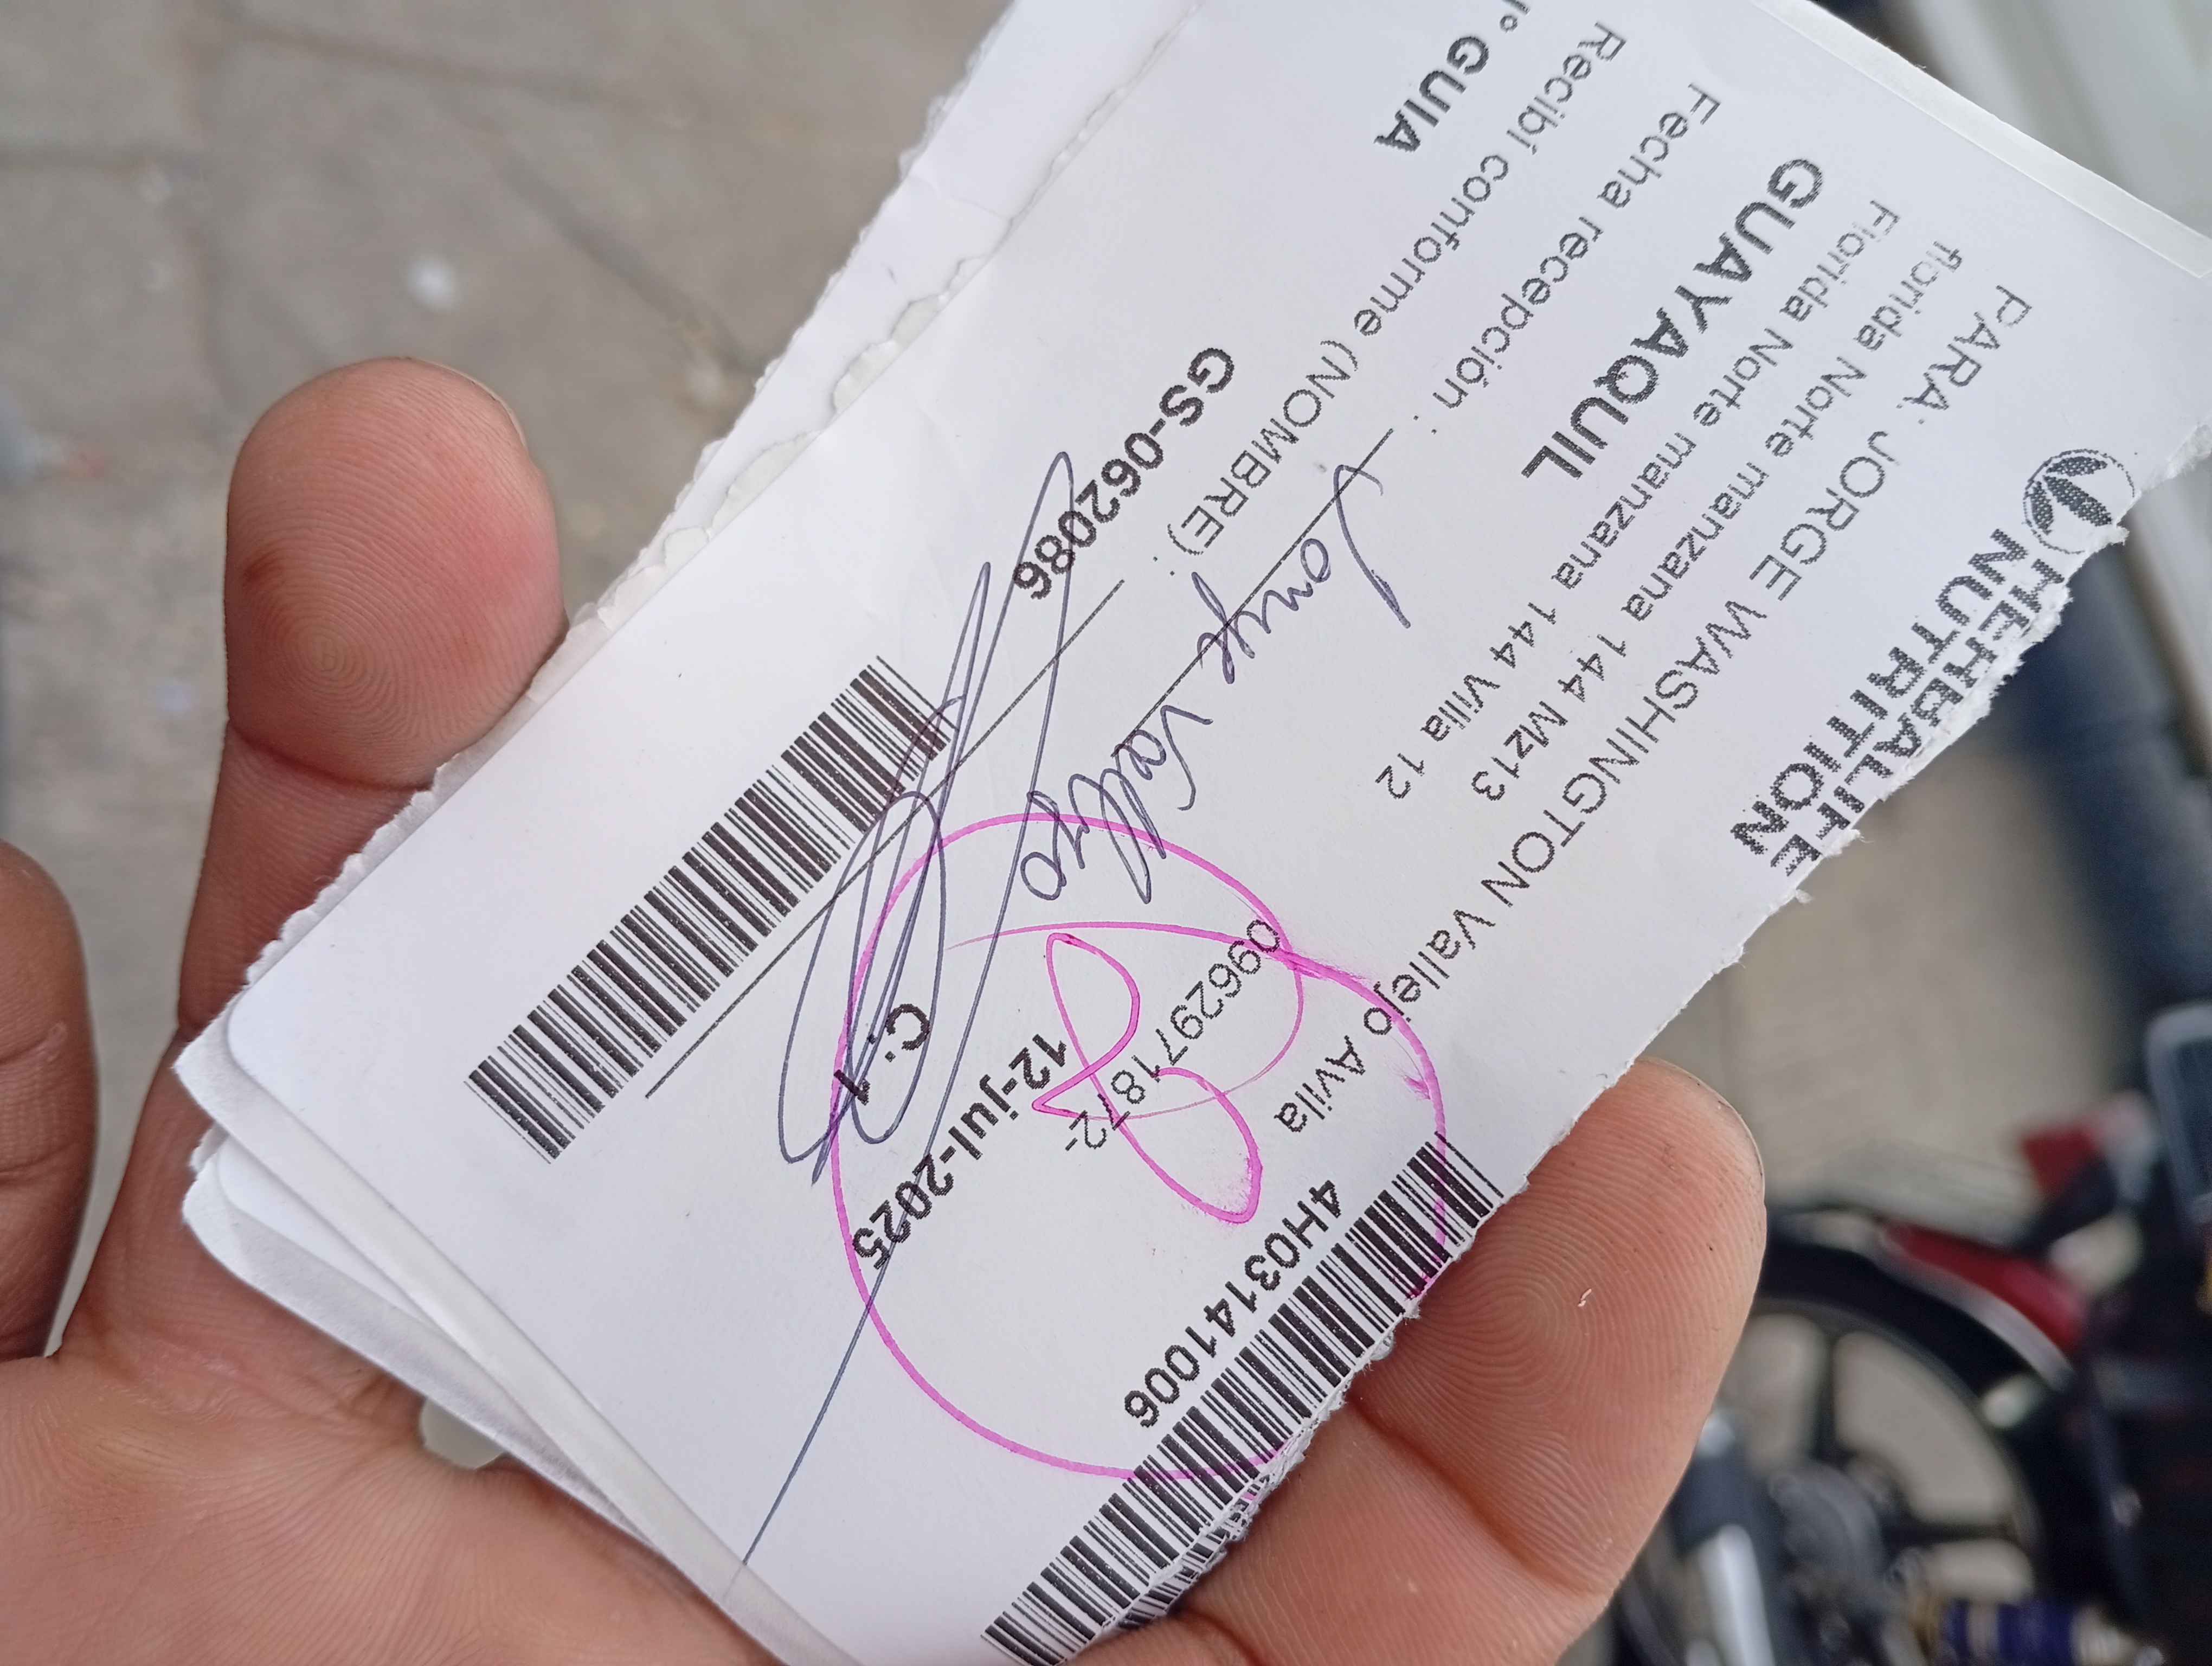 HERBALIFE
NUTRITION
4H03141006
PARA: JORGE WASHINGTON Vallejo Avila
florida Norte manzana 144 Mz13
Florida Norte manzana 144 Villa 12
0962971872-
GUAYAQUIL
12-jul-2025
Fecha recepción :
Jorge Vallejo
Recibí conforme (NOMBRE) :
C: 1
N° GUIA
GS-062086